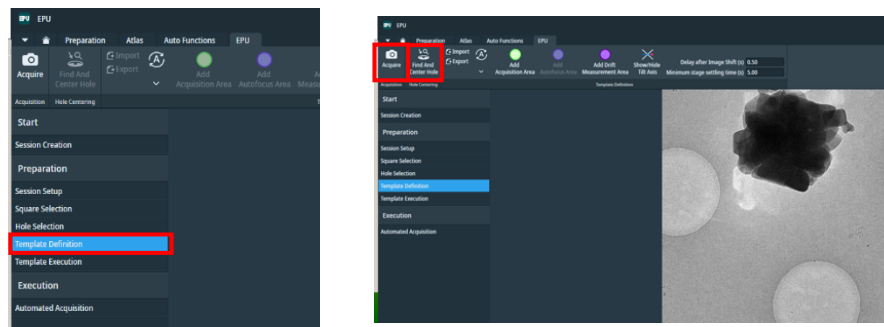 EPU EPU
Preparation Atlas Auto Functions EPU
Acquire
Find And
Center Hole
Import
Export
Add
Acquisition Area
Add
Autofocus Area
Acquisition Hole Centering
Start
Session Creation
Preparation
Session Setup
Square Selection
Hole Selection
Template Definition
Template Execution
Execution
Automated Acquisition
EPU EPU
Preparation Atlas Auto Functions EPU
Acquire
Find And
Center Hole
Import
Export
Add
Acquisition Area
Add
Autofocus Area
Add Drift
Measurement Area
Show/Hide
Tilt Axis
Delay after Image Shift (s) 0.50
Minimum stage settling time (s) 5.00
Acquisition Hole Centering Template Definition
Start
Session Creation
Preparation
Session Setup
Square Selection
Hole Selection
Template Definition
Template Execution
Execution
Automated Acquisition